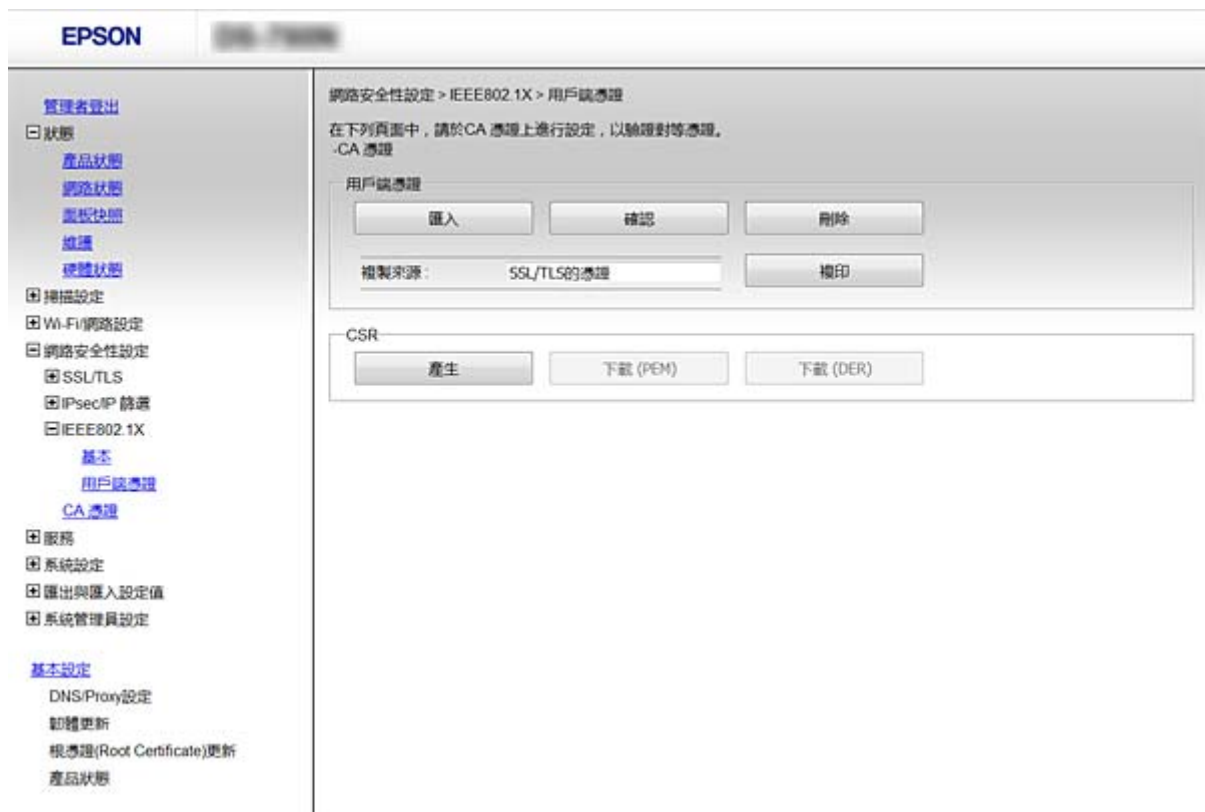 EPSON
管理者登出
狀態
產品狀態
網路狀態
面板快照
維護
硬體狀態
掃描設定
Wi-Fi/網路設定
網路安全性設定
SSL/TLS
IPsec/IP 篩選
IEEE802.1X
基本
用戶端憑證
CA 憑證
服務
系統設定
匯出與匯入設定值
系統管理員設定
基本設定
DNS/Proxy設定
韌體更新
根憑證(Root Certificate)更新
產品狀態
網路安全性設定 > IEEE802.1X > 用戶端憑證
在下列頁面中，請於CA 憑證上進行設定，以驗證對等憑證。
-CA 憑證
用戶端憑證
匯入 確認 刪除
複製來源 : SSL/TLS的憑證 複印
CSR
產生 下載 (PEM) 下載 (DER)